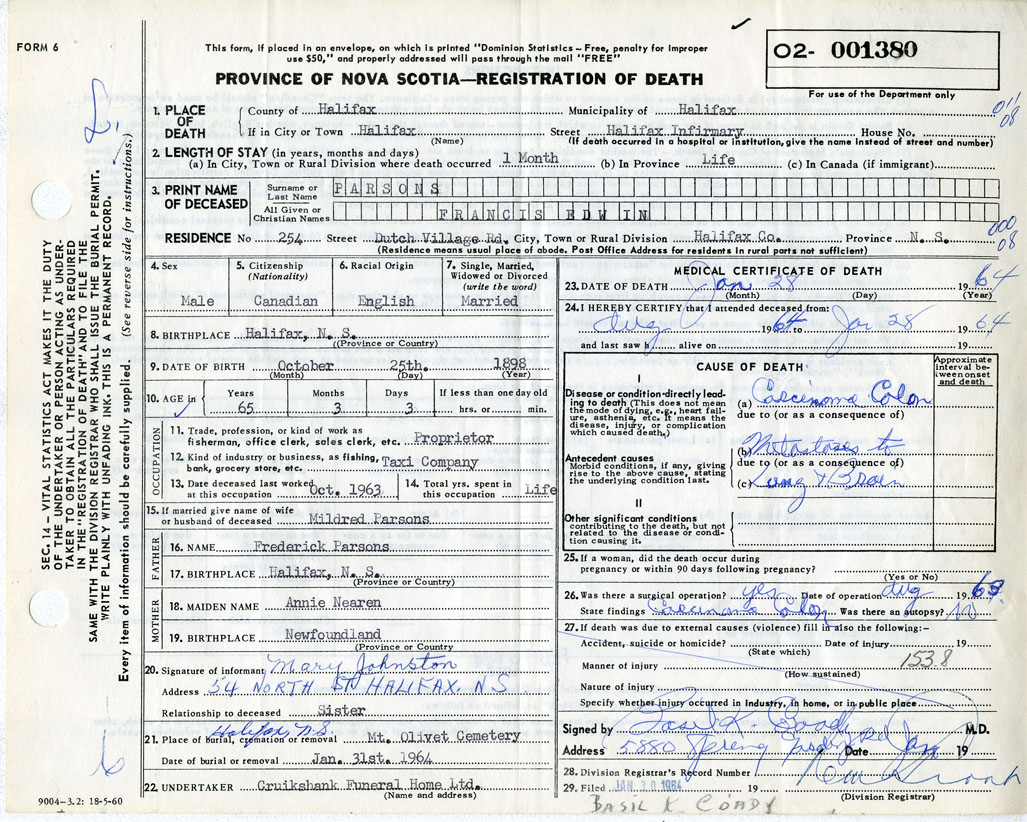 FORM 6
This form, if placed in an envelope, on which is printed "Dominion Statistics – Free, penalty for improper
use $50," and properly addressed will pass through the mail "FREE"
PROVINCE OF NOVA SCOTIA—REGISTRATION OF DEATH
02- 001380
For use of the Department only
SEC. 14 – VITAL STATISTICS ACT MAKES IT THE DUTY
OF THE UNDERTAKER OR PERSON ACTING AS UNDER-
TAKER TO OBTAIN ALL THE PARTICULARS REQUIRED
IN THE "REGISTRATION OF DEATH" AND TO FILE THE
SAME WITH THE DIVISION REGISTRAR WHO SHALL ISSUE THE BURIAL PERMIT.
WRITE PLAINLY WITH UNFADING INK. THIS IS A PERMANENT RECORD.
Every item of information should be carefully supplied. (See reverse side for instructions.)
1. PLACE OF DEATH
County of Halifax Municipality of Halifax
011
08
If in City or Town Halifax Street Halifax Infirmary House No.
(Name) (If death occurred in a hospital or institution, give the name instead of street and number)
2. LENGTH OF STAY (in years, months and days)
(a) In City, Town or Rural Division where death occurred 1 Month (b) In Province Life (c) In Canada (if immigrant)
3. PRINT NAME OF DECEASED
Surname or Last Name PARSONS
All Given or Christian Names FRANCIS EDWIN
000
08
RESIDENCE No 254 Street Dutch Village Rd. City, Town or Rural Division Halifax Co. Province N. S.
(Residence means usual place of abode. Post Office Address for residents in rural parts not sufficient)
4. Sex
Male
5. Citizenship (Nationality)
Canadian
6. Racial Origin
English
7. Single, Married, Widowed or Divorced (write the word)
Married
8. BIRTHPLACE Halifax, N. S.
(Province or Country)
9. DATE OF BIRTH October 25th. 1898
(Month) (Day) (Year)
10. AGE in Years Months Days If less than one day old
65 3 3 hrs. or min.
OCCUPATION
11. Trade, profession, or kind of work as
fisherman, office clerk, sales clerk, etc. Proprietor
12. Kind of industry or business, as fishing,
bank, grocery store, etc. Taxi Company
13. Date deceased last worked
at this occupation Oct. 1963
14. Total yrs. spent in
this occupation Life
15. If married give name of wife
or husband of deceased Mildred Parsons
FATHER
16. NAME Frederick Parsons
17. BIRTHPLACE Halifax, N. S.
(Province or Country)
MOTHER
18. MAIDEN NAME Annie Nearen
19. BIRTHPLACE Newfoundland
(Province or Country)
20. Signature of informant Mary Johnston
Address 54 NORTH ST HALIFAX. NS
Relationship to deceased Sister
Halifax, N.S.
21. Place of burial, cremation or removal Mt. Olivet Cemetery
Date of burial or removal Jan. 31st. 1964
22. UNDERTAKER Cruikshank Funeral Home Ltd.
(Name and address)
9004—3.2: 18-5-60
MEDICAL CERTIFICATE OF DEATH
23. DATE OF DEATH Jan 28 1964
(Month) (Day) (Year)
24. I HEREBY CERTIFY that I attended deceased from:
Aug 196 to Jan 28 1964
and last saw h alive on 19
CAUSE OF DEATH
Approximate interval between onset and death
I
Disease or condition-directly lead-
ing to death (This does not mean
the mode of dying, e.g., heart fail-
ure, asthenia, etc. It means the
disease, injury, or complication
which caused death.)
(a) Carcinoma Colon
due to (or as a consequence of)
Antecedent causes
Morbid conditions, if any, giving
rise to the above cause, stating
the underlying condition last.
(b) Metastases to
due to (or as a consequence of)
(c) Lung & Brain
II
Other significant conditions
contributing to the death, but not
related to the disease or condi-
tion causing it.
25. If a woman, did the death occur during
pregnancy or within 90 days following pregnancy?
(Yes or No)
26. Was there a surgical operation? yes Date of operation Aug 1963
State findings Carcinoma Colon Was there an autopsy? no
27. If death was due to external causes (violence) fill in also the following:–
Accident, suicide or homicide? Date of injury 19
(State which)
1538
Manner of injury
(How sustained)
Nature of injury
Specify whether injury occurred in industry, in home, or in public place
Signed by Basil K. Coady M.D.
Address 5880 Spring Garden Rd Date Jan 19
28. Division Registrar's Record Number
29. Filed JAN 30 1964 19
(Division Registrar)
BASIL K COADY